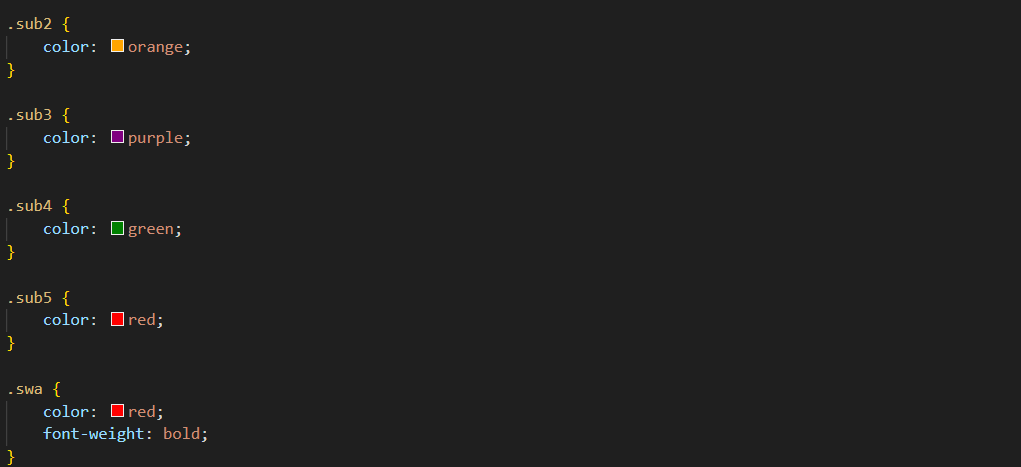 .sub2 {
    color: orange;
}
.sub3 {
    color: purple;
}
.sub4 {
    color: green;
}
.sub5 {
    color: red;
}
.swa {
    color: red;
    font-weight: bold;
}